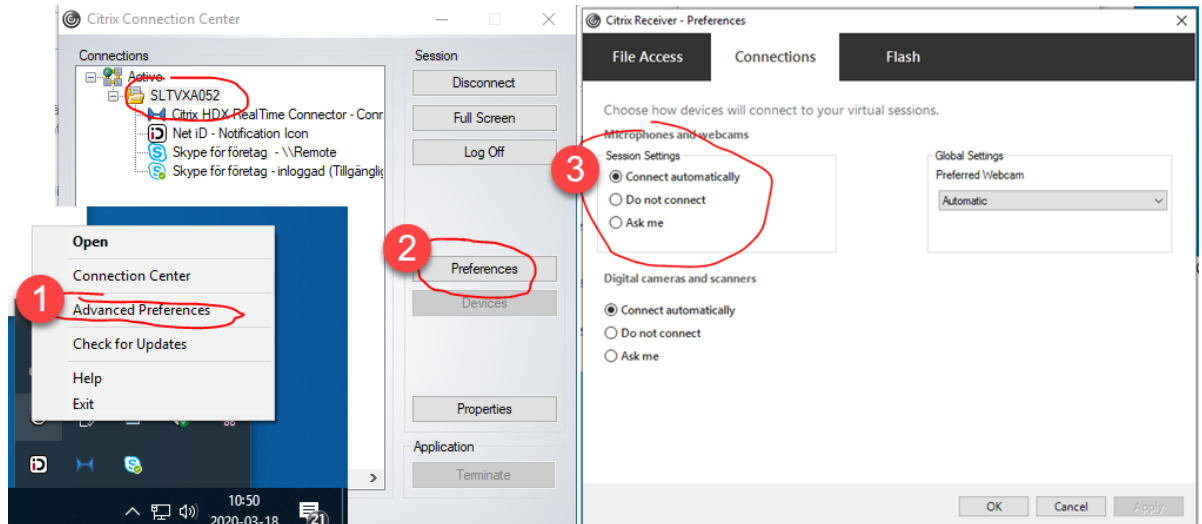 Citrix Connection Center
Connections
Active
SLTVXA052
Citrix HDX RealTime Connector - Conr
Net iD - Notification Icon
Skype för företag - \\Remote
Skype för företag - inloggad (Tillgänglig
Session
Disconnect
Full Screen
Log Off
2
Preferences
Devices
Properties
Application
Terminate
Open
Connection Center
1
Advanced Preferences
Check for Updates
Help
Exit
10:50
2020-03-18
21
Citrix Receiver - Preferences
File Access
Connections
Flash
Choose how devices will connect to your virtual sessions.
Microphones and webcams
3
Session Settings
Connect automatically
Do not connect
Ask me
Global Settings
Preferred Webcam
Automatic
Digital cameras and scanners
Connect automatically
Do not connect
Ask me
OK
Cancel
Apply